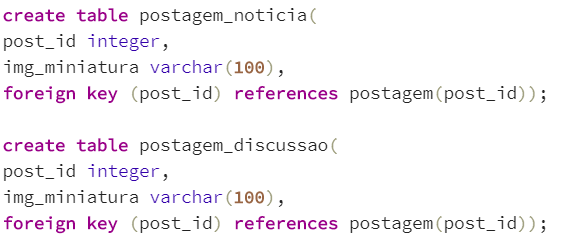 create table postagem_noticia(
post_id integer,
img_miniatura varchar(100),
foreign key (post_id) references postagem(post_id));
create table postagem_discussao(
post_id integer,
img_miniatura varchar(100),
foreign key (post_id) references postagem(post_id));